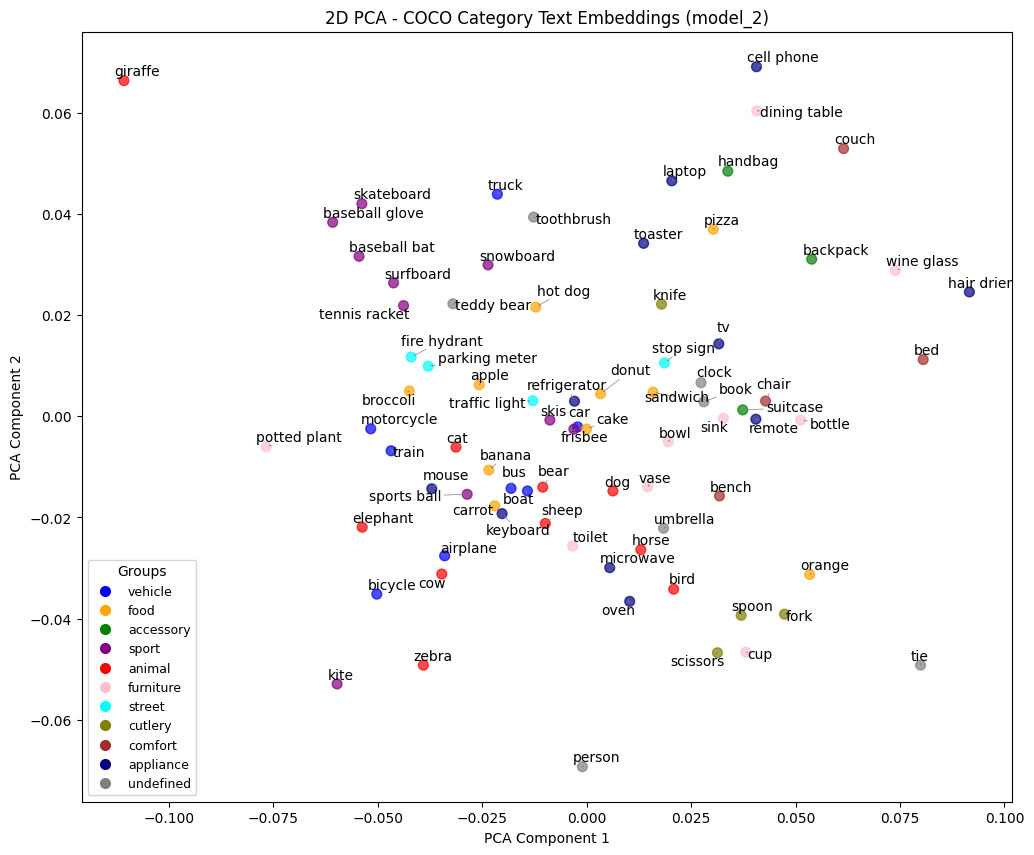 2D PCA - COCO Category Text Embeddings (model_2)
giraffe
cell phone
dining table
couch
handbag
laptop
truck
skateboard
baseball glove
toothbrush
pizza
toaster
baseball bat
backpack
snowboard
wine glass
surfboard
hair drier
hot dog
knife
teddy bear
tennis racket
tv
fire hydrant
stop sign
parking meter
bed
donut
clock
apple
refrigerator
book
chair
broccoli
traffic light
sandwich
suitcase
skis
car
cake
motorcycle
sink
remote
bottle
frisbee
bowl
potted plant
cat
train
banana
mouse
bus
bear
dog
vase
bench
sports ball
boat
carrot
sheep
elephant
keyboard
umbrella
toilet
horse
airplane
microwave
orange
cow
bicycle
bird
oven
spoon
fork
zebra
scissors
cup
tie
kite
person
Groups
vehicle
food
accessory
sport
animal
furniture
street
cutlery
comfort
appliance
undefined
0.06
0.04
0.02
0.00
−0.02
−0.04
−0.06
PCA Component 2
−0.100
−0.075
−0.050
−0.025
0.000
0.025
0.050
0.075
0.100
PCA Component 1